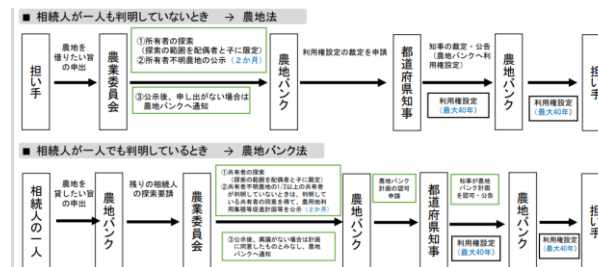 ■ 相続人が一人も判明していないとき → 農地法
担い手
農地を
借りたい旨
の申出
農業委員会
①所有者の探索
(探索の範囲を配偶者と子に限定)
②所有者不明農地の公示(2か月)
③公示後、申し出がない場合は
農地バンクへ通知
農地バンク
利用権設定の裁定を申請
都道府県知事
知事の裁定・公告
(農地バンクへ利
用権設定)
利用権設定
(最大40年)
農地バンク
利用権設定
(最大40年)
担い手
■ 相続人が一人でも判明しているとき → 農地バンク法
相続人の一人
農地を
貸したい旨
の申出
農地バンク
残りの相続人
の探索要請
農業委員会
①共有者の探索
(探索の範囲を配偶者と子に限定)
②共有者不明農地の1/2以上の共有者
が判明していないときは、判明して
いる共有者の同意を得て、農用地利
用集積等促進計画等を公示(2か月)
③公示後、異議がない場合は計画
に同意したものとみなし、農地
バンクへ通知
農地バンク
農地バンク
計画の認可
申請
都道府県知事
知事が農地
バンク計画
を認可・公告
利用権設定
(最大40年)
農地バンク
利用権設定
(最大40年)
担い手